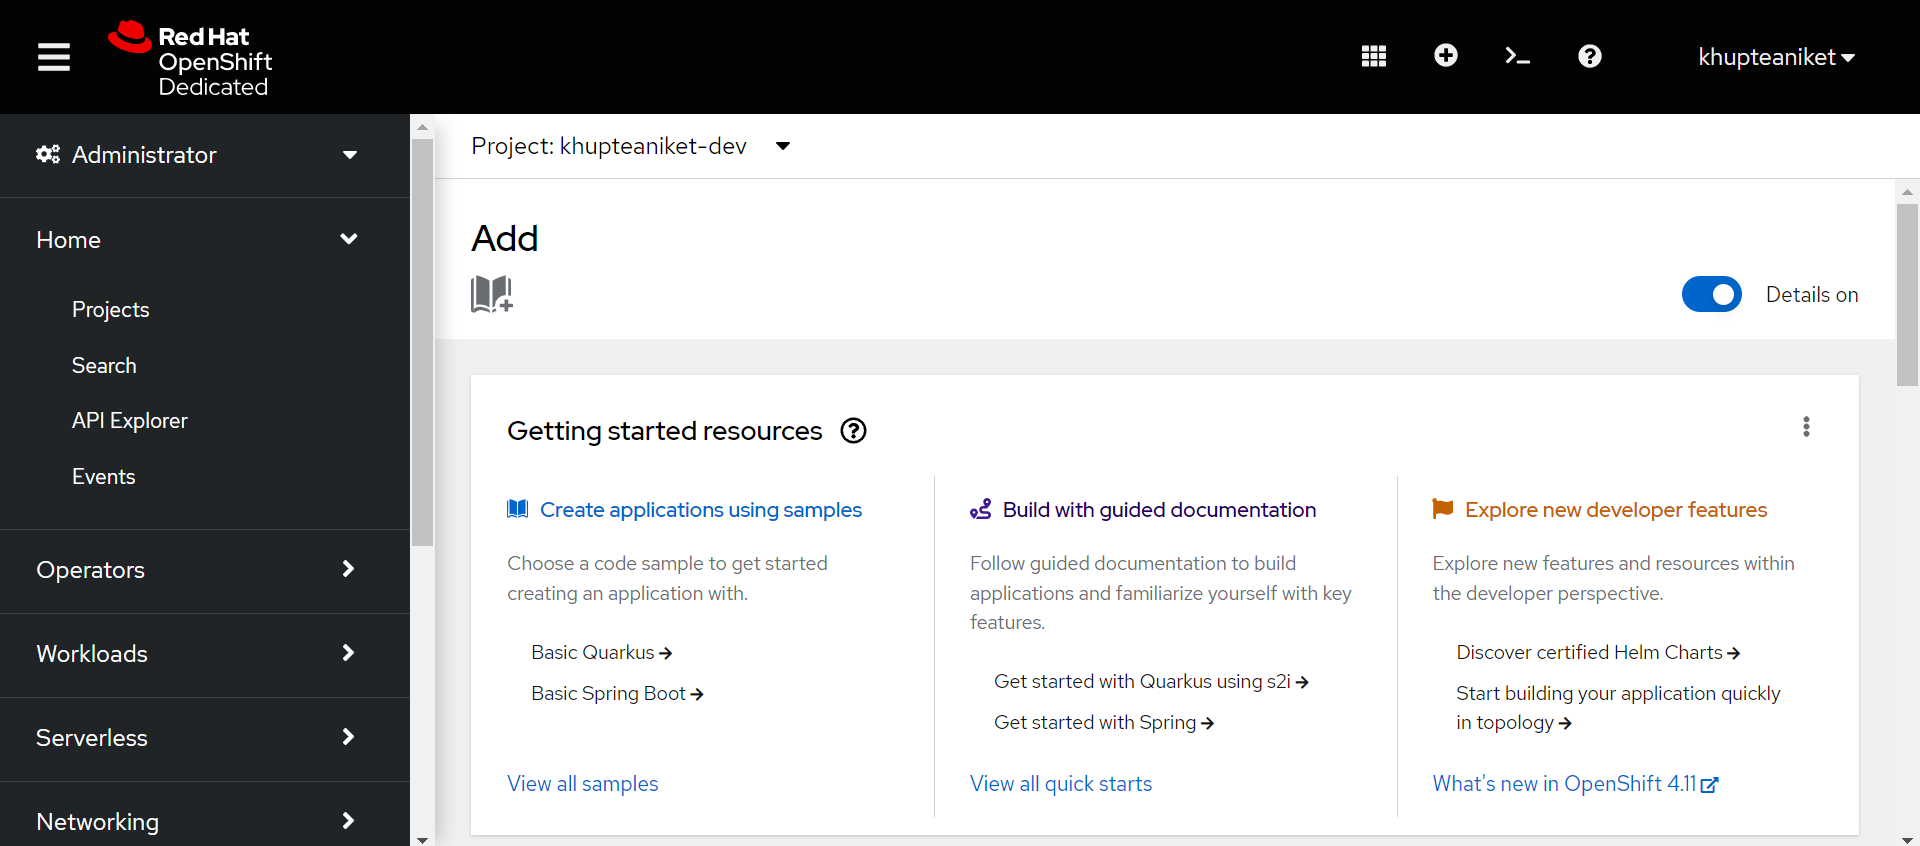 Red Hat
OpenShift
Dedicated
khupteaniket
Administrator
Home
Projects
Search
API Explorer
Events
Operators
Workloads
Serverless
Networking
Project: khupteaniket-dev
Add
Details on
Getting started resources
Create applications using samples
Choose a code sample to get started
creating an application with.
Basic Quarkus
Basic Spring Boot
View all samples
Build with guided documentation
Follow guided documentation to build
applications and familiarize yourself with key
features.
Get started with Quarkus using s2i
Get started with Spring
View all quick starts
Explore new developer features
Explore new features and resources within
the developer perspective.
Discover certified Helm Charts
Start building your application quickly
in topology
What's new in OpenShift 4.11